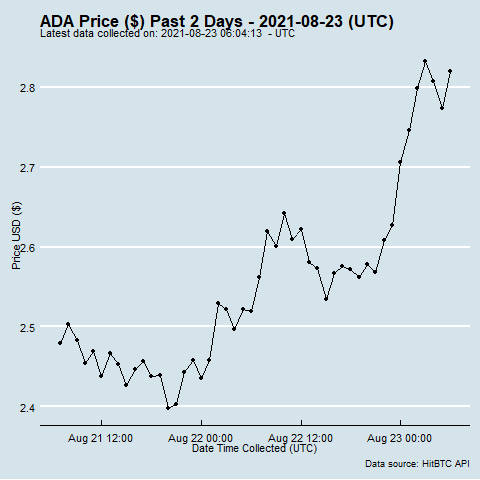 ADA Price ($) Past 2 Days - 2021-08-23 (UTC)
Latest data collected on: 2021-08-23 06:04:13 - UTC
2.8
2.7
2.6
2.5
2.4
Price USD ($)
Aug 21 12:00 Aug 22 00:00 Aug 22 12:00 Aug 23 00:00
Date Time Collected (UTC)
Data source: HitBTC API